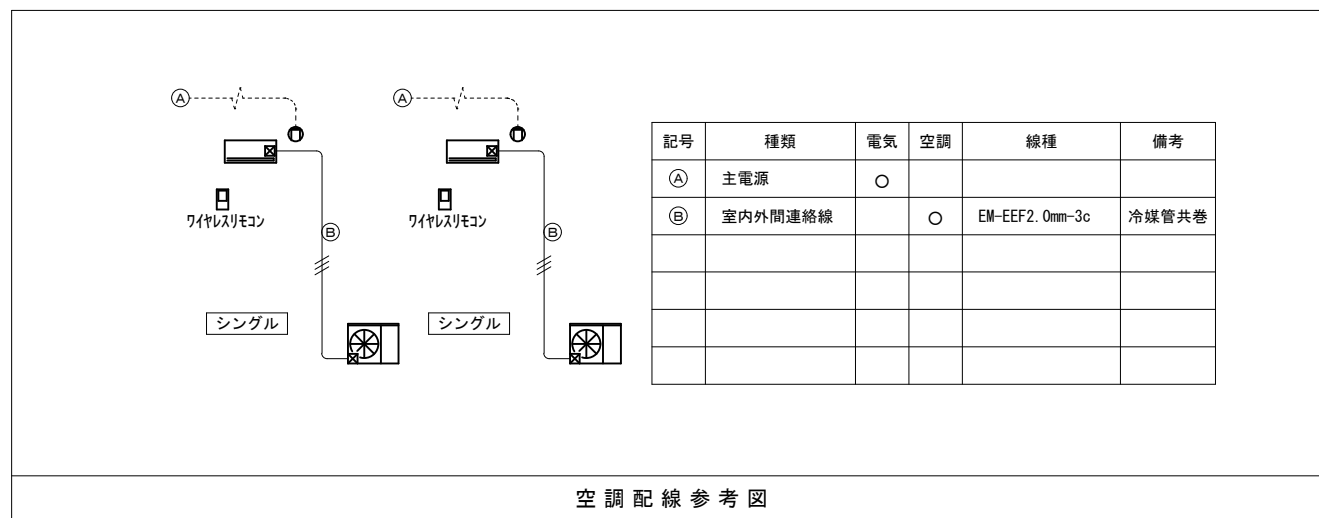 Ⓐ Ⓐ
ワイヤレスリモコン ワイヤレスリモコン
Ⓑ Ⓑ
シングル シングル
記号 種類 電気 空調 線種 備考
Ⓐ 主電源 ○
Ⓑ 室内外間連絡線 ○ EM-EEF2.0mm-3c 冷媒管共巻
空調配線参考図